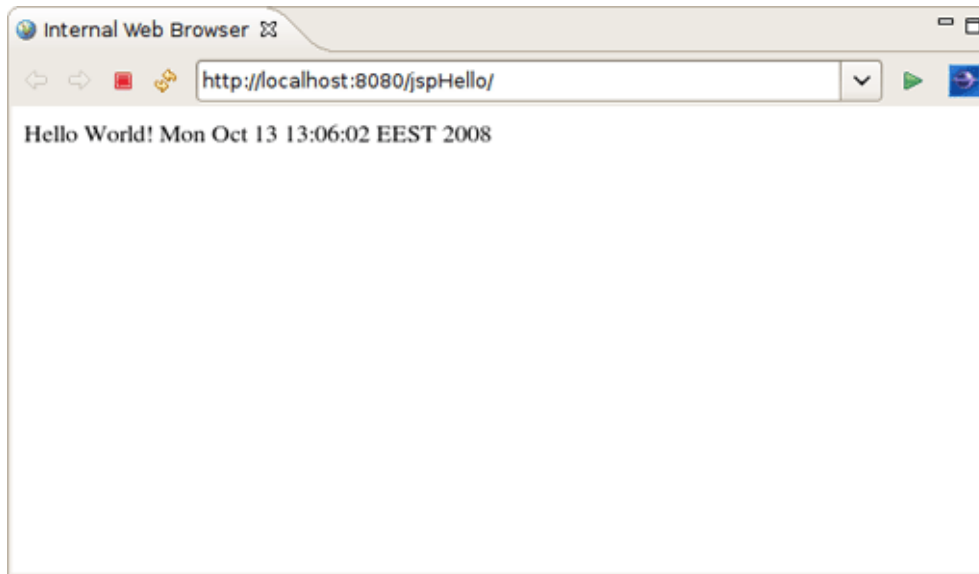 Internal Web Browser
http://localhost:8080/jspHello/
Hello World! Mon Oct 13 13:06:02 EEST 2008